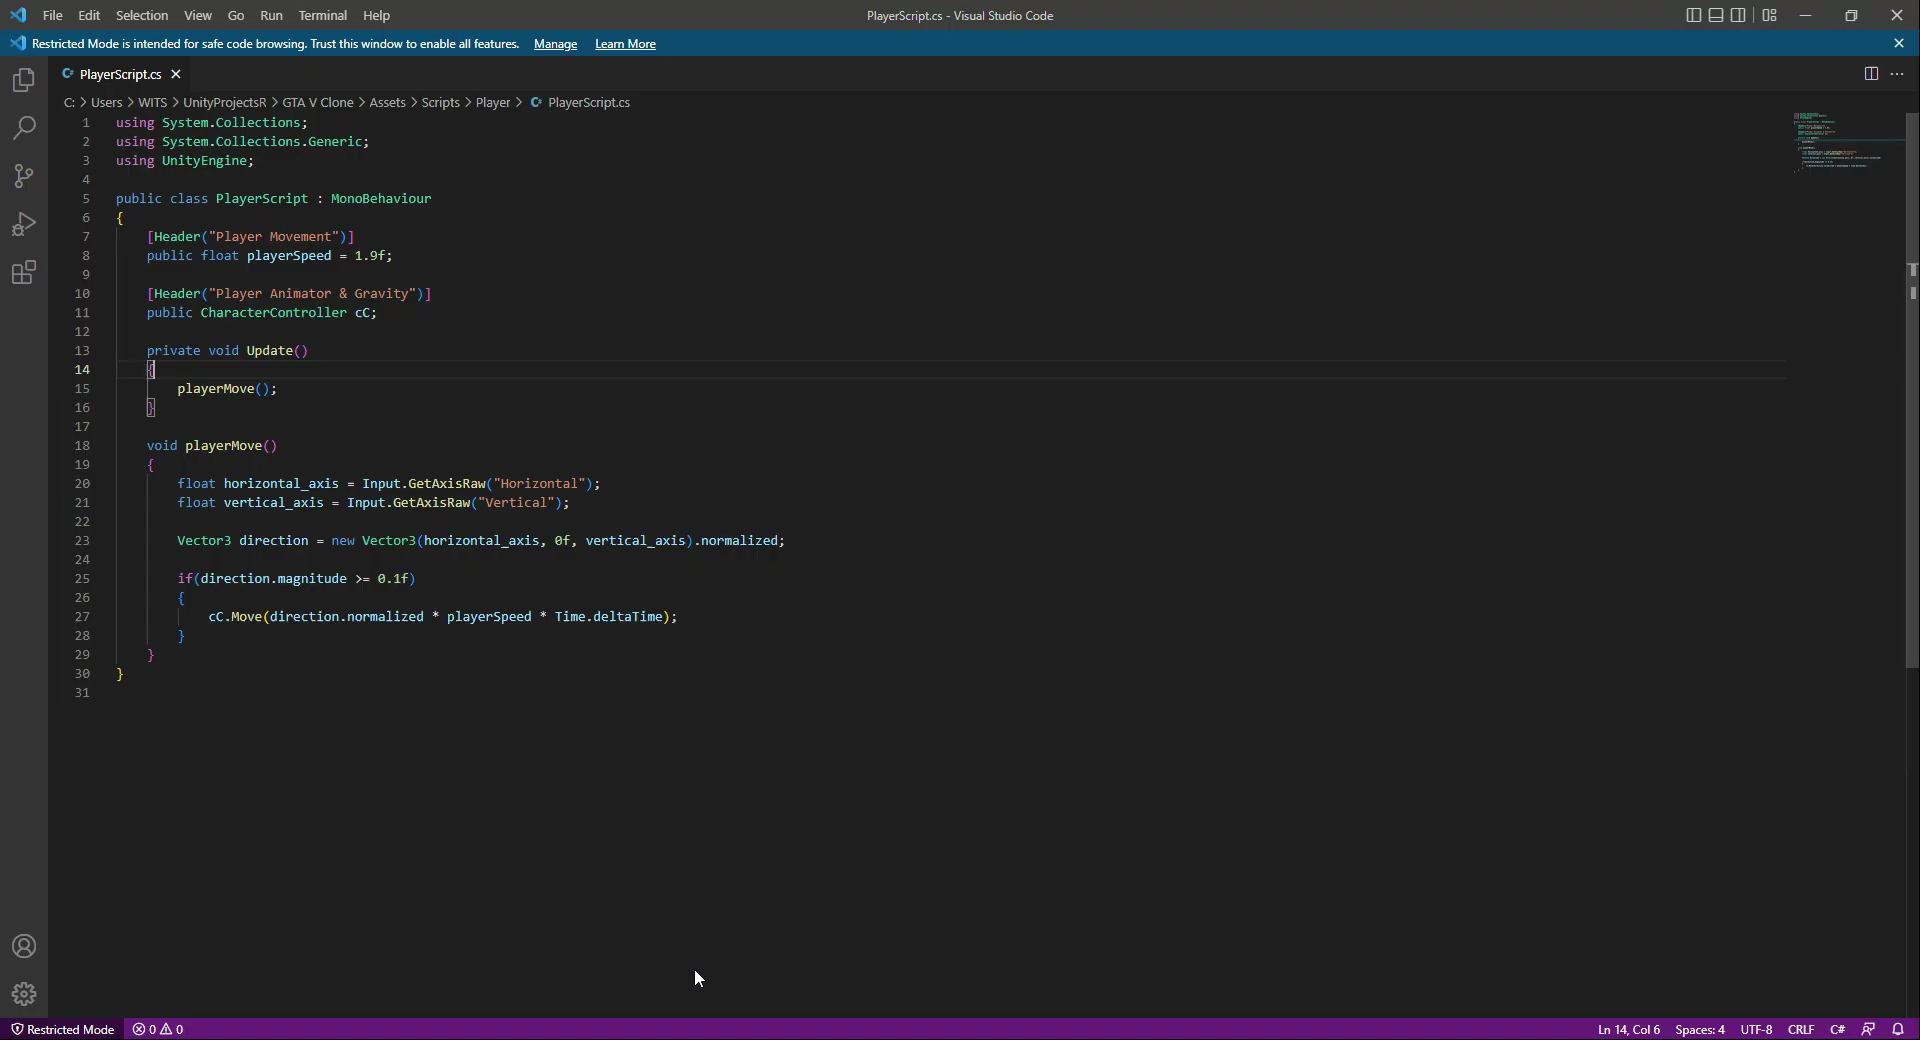 File Edit Selection View Go Run Terminal Help PlayerScript.cs - Visual Studio Code
Restricted Mode is intended for safe code browsing. Trust this window to enable all features. Manage Learn More
C# PlayerScript.cs
C: > Users > WITS > UnityProjectsR > GTA V Clone > Assets > Scripts > Player > C# PlayerScript.cs
1 using System.Collections;
2 using System.Collections.Generic;
3 using UnityEngine;
4
5 public class PlayerScript : MonoBehaviour
6 {
7 [Header("Player Movement")]
8 public float playerSpeed = 1.9f;
9
10 [Header("Player Animator & Gravity")]
11 public CharacterController cC;
12
13 private void Update()
14 {
15 playerMove();
16 }
17
18 void playerMove()
19 {
20 float horizontal_axis = Input.GetAxisRaw("Horizontal");
21 float vertical_axis = Input.GetAxisRaw("Vertical");
22
23 Vector3 direction = new Vector3(horizontal_axis, 0f, vertical_axis).normalized;
24
25 if(direction.magnitude >= 0.1f)
26 {
27 cC.Move(direction.normalized * playerSpeed * Time.deltaTime);
28 }
29 }
30 }
31
Restricted Mode 0 0 Ln 14, Col 6 Spaces: 4 UTF-8 CRLF C#